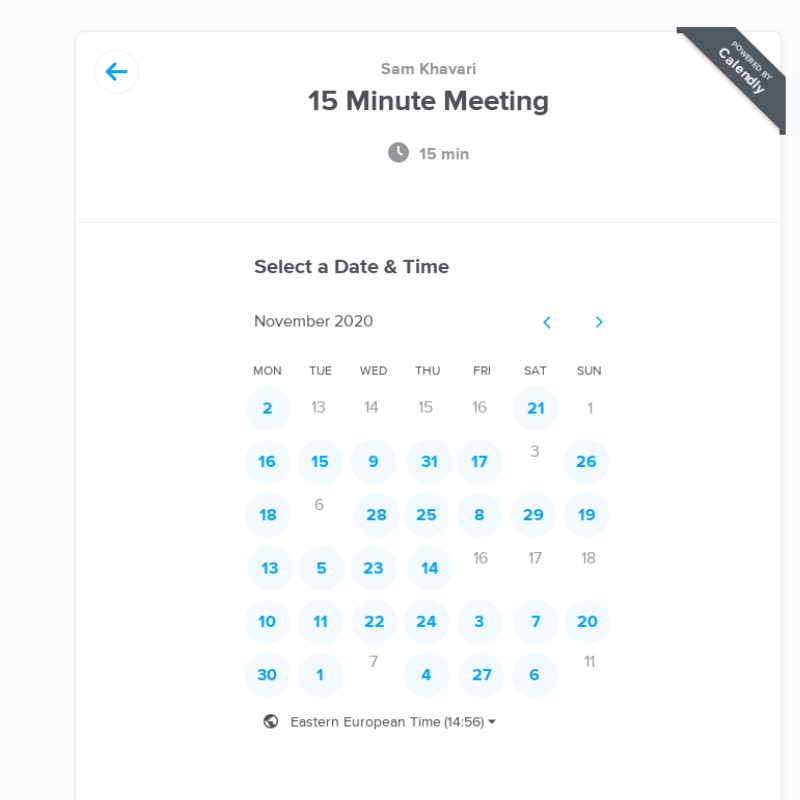 POWERED BY
Calendly
Sam Khavari
15 Minute Meeting
15 min
Select a Date & Time
November 2020
MON TUE WED THU FRI SAT SUN
2 13 14 15 16 21 1
16 15 9 31 17 3 26
18 6 28 25 8 29 19
13 5 23 14 16 17 18
10 11 22 24 3 7 20
30 1 7 4 27 6 11
Eastern European Time (14:56)